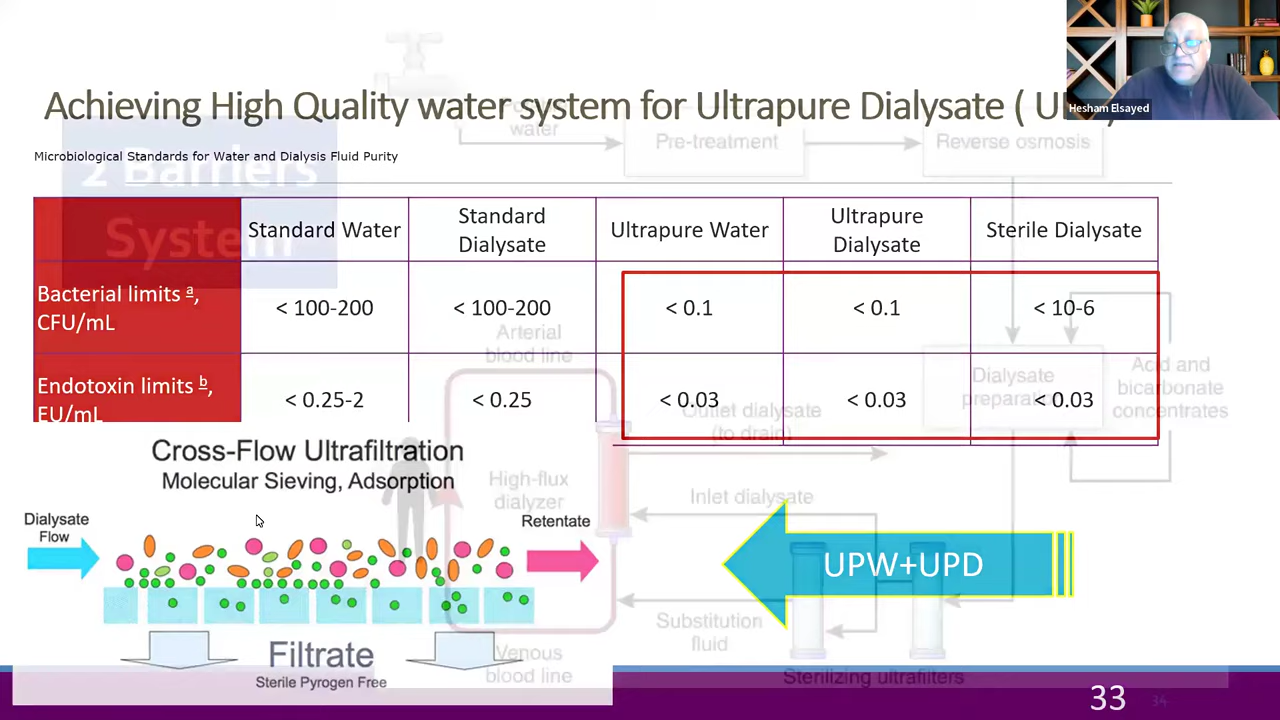 Achieving High Quality water system for Ultrapure Dialysate (
Hesham Elsayed
Microbiological Standards for Water and Dialysis Fluid Purity
water
Pre-treatment
Reverse osmosis
2 Barriers
System
Standard Water
Standard
Dialysate
Ultrapure Water
Ultrapure
Dialysate
Sterile Dialysate
Bacterial limits a,
CFU/mL
< 100-200
< 100-200
< 0.1
< 0.1
< 10-6
Endotoxin limits b,
EU/mL
< 0.25-2
< 0.25
< 0.03
< 0.03
< 0.03
Arterial
blood line
Dialysate
Acid and
bicarbonate
concentrates
Outlet dialysate
(to drain)
Cross-Flow Ultrafiltration
Molecular Sieving, Adsorption
High-flux
dialyzer
Inlet dialysate
Dialysate
Flow
Retentate
UPW+UPD
Substitution
fluid
Filtrate
Sterile Pyrogen Free
Venous
blood line
Sterilizing ultrafilters
33
34